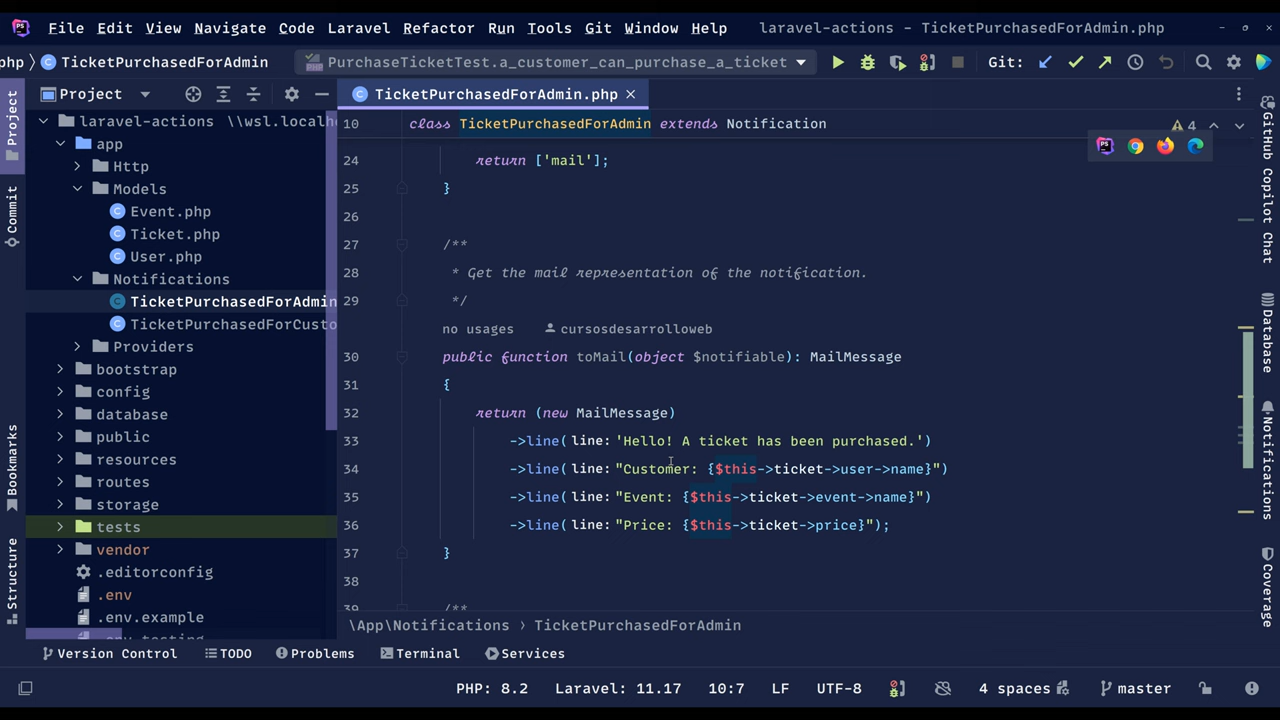 File Edit View Navigate Code Laravel Refactor Run Tools Git Window Help laravel-actions – TicketPurchasedForAdmin.php
php TicketPurchasedForAdmin PurchaseTicketTest.a_customer_can_purchase_a_ticket Git:
Project TicketPurchasedForAdmin.php
laravel-actions \\wsl.localh
app
Http
Models
Event.php
Ticket.php
User.php
Notifications
TicketPurchasedForAdmin
TicketPurchasedForCusto
Providers
bootstrap
config
database
public
resources
routes
storage
tests
vendor
.editorconfig
.env
.env.example
.env.testing
10 class TicketPurchasedForAdmin extends Notification
4
24 return ['mail'];
25 }
26
27 /**
28 * Get the mail representation of the notification.
29 */
no usages cursosdesarrolloweb
30 public function toMail(object $notifiable): MailMessage
31 {
32 return (new MailMessage)
33 ->line( line: 'Hello! A ticket has been purchased.')
34 ->line( line: "Customer: {$this->ticket->user->name}")
35 ->line( line: "Event: {$this->ticket->event->name}")
36 ->line( line: "Price: {$this->ticket->price}");
37 }
38
39 /**
\App\Notifications › TicketPurchasedForAdmin
Project
Commit
Bookmarks
Structure
GitHub Copilot Chat
Database
Notifications
Coverage
Version Control TODO Problems Terminal Services
PHP: 8.2 Laravel: 11.17 10:7 LF UTF-8 4 spaces master